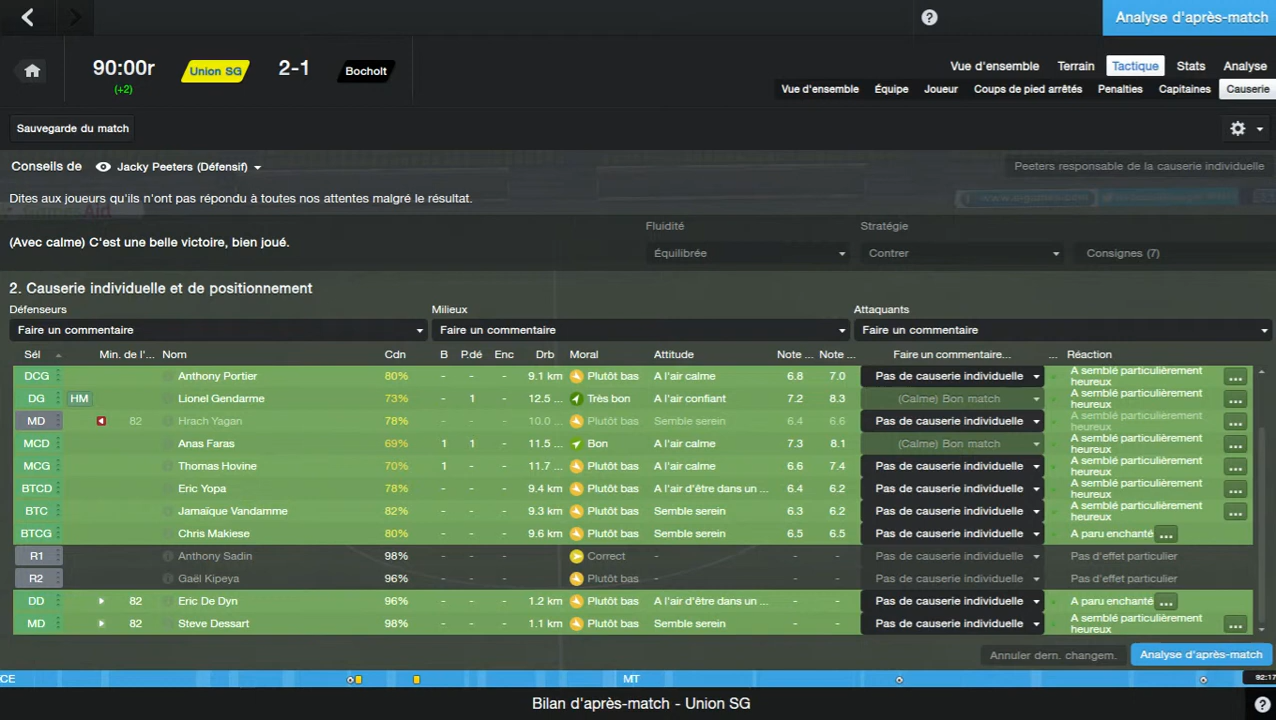 Analyse d'après-match
90:00r
(+2)
Union SG
2-1
Bocholt
Vue d'ensemble Terrain Tactique Stats Analyse
Vue d'ensemble Équipe Joueur Coups de pied arrêtés Penalties Capitaines Causerie
Sauvegarde du match
Conseils de Jacky Peeters (Défensif)
Peeters responsable de la causerie individuelle
Dites aux joueurs qu'ils n'ont pas répondu à toutes nos attentes malgré le résultat.
Fluidité Stratégie
(Avec calme) C'est une belle victoire, bien joué.
Équilibrée Contrer Consignes (7)
2. Causerie individuelle et de positionnement
Défenseurs Milieux Attaquants
Faire un commentaire Faire un commentaire Faire un commentaire
Sél Min. de l'... Nom Cdn B P.dé Enc Drb Moral Attitude Note ... Note ... Faire un commentaire... ... Réaction
DCG Anthony Portier 80% - - - 9.1 km Plutôt bas A l'air calme 6.8 7.0 Pas de causerie individuelle A semblé particulièrement heureux ...
DG HM Lionel Gendarme 73% - 1 - 12.5 ... Très bon A l'air confiant 7.2 8.3 (Calme) Bon match A semblé particulièrement heureux ...
MD 82 Hrach Yagan 78% - - - 10.0 ... Plutôt bas Semble serein 6.4 6.6 Pas de causerie individuelle A semblé particulièrement heureux ...
MCD Anas Faras 69% 1 1 - 11.5 ... Bon A l'air calme 7.3 8.1 (Calme) Bon match A semblé particulièrement heureux ...
MCG Thomas Hovine 70% 1 - - 11.7 ... Plutôt bas A l'air calme 6.6 7.4 Pas de causerie individuelle A semblé particulièrement heureux ...
BTCD Eric Yopa 78% - - - 9.4 km Plutôt bas A l'air d'être dans un ... 6.4 6.2 Pas de causerie individuelle A semblé particulièrement heureux ...
BTC Jamaïque Vandamme 82% - - - 9.3 km Plutôt bas Semble serein 6.3 6.2 Pas de causerie individuelle A semblé particulièrement heureux ...
BTCG Chris Makiese 80% - - - 9.6 km Plutôt bas Semble serein 6.5 6.5 Pas de causerie individuelle A paru enchanté ...
R1 Anthony Sadin 98% - - - Correct - - - Pas de causerie individuelle Pas d'effet particulier
R2 Gaël Kipeya 96% - - - Plutôt bas - - - Pas de causerie individuelle Pas d'effet particulier
DD 82 Eric De Dyn 96% - - - 1.2 km Plutôt bas A l'air d'être dans un ... - - Pas de causerie individuelle A paru enchanté ...
MD 82 Steve Dessart 98% - - - 1.1 km Plutôt bas Semble serein - - Pas de causerie individuelle A semblé particulièrement heureux ...
Annuler dern. changem. Analyse d'après-match
CE MT 92:17
Bilan d'après-match - Union SG